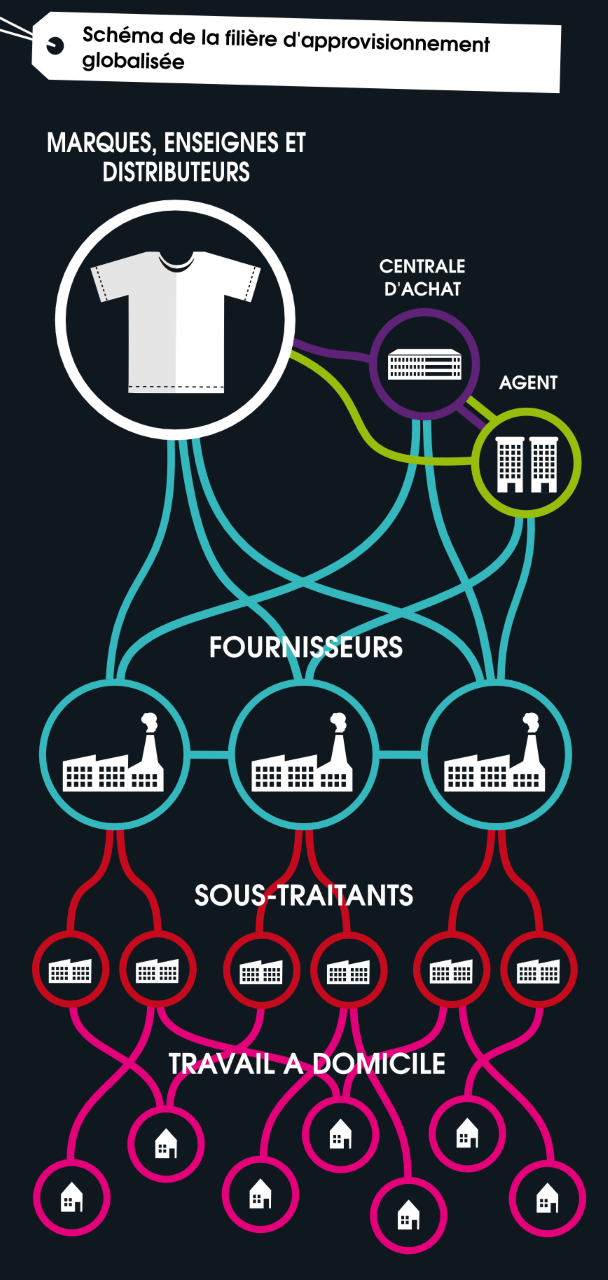 Schéma de la filière d'approvisionnement
globalisée
MARQUES, ENSEIGNES ET
DISTRIBUTEURS
CENTRALE
D'ACHAT
AGENT
FOURNISSEURS
SOUS-TRAITANTS
TRAVAIL A DOMICILE